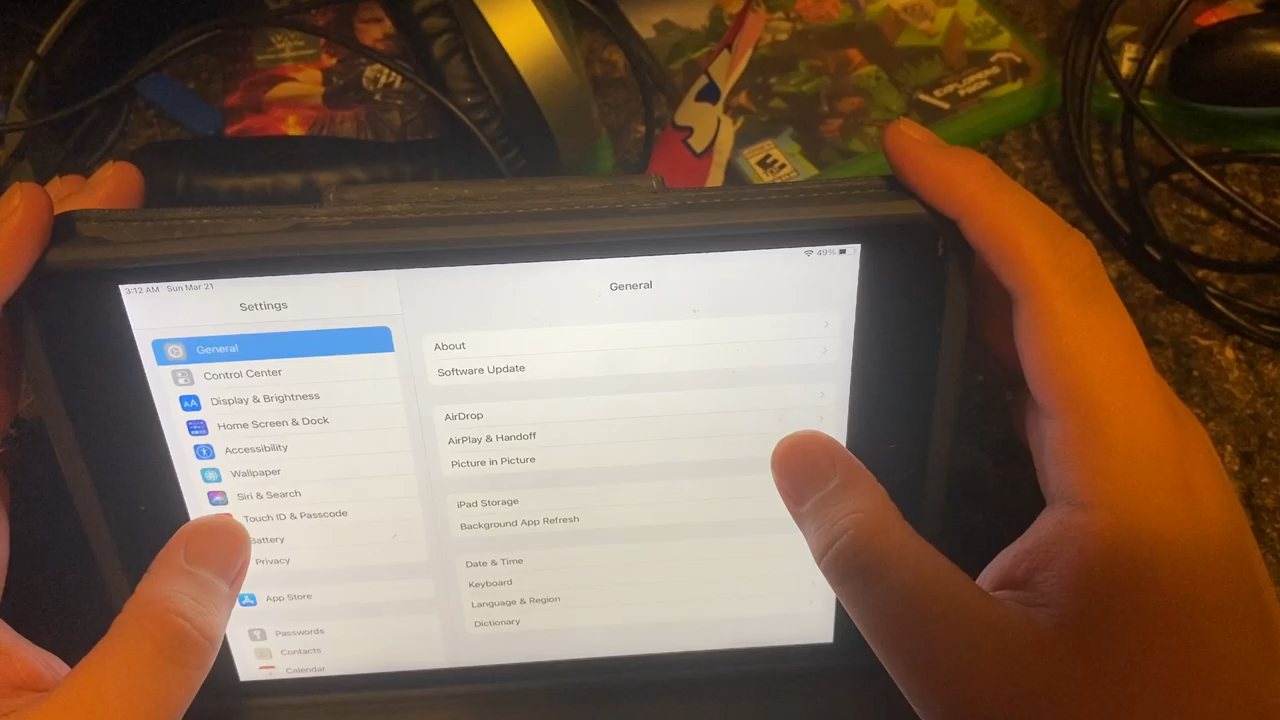 EXPLORERS
PACK
E
3:12 AM Sun Mar 21
49%
Settings
General
Control Center
Display & Brightness
Home Screen & Dock
Accessibility
Wallpaper
Siri & Search
Touch ID & Passcode
Battery
Privacy
App Store
Passwords
Contacts
Calendar
General
About
Software Update
AirDrop
AirPlay & Handoff
Picture in Picture
iPad Storage
Background App Refresh
Date & Time
Keyboard
Language & Region
Dictionary